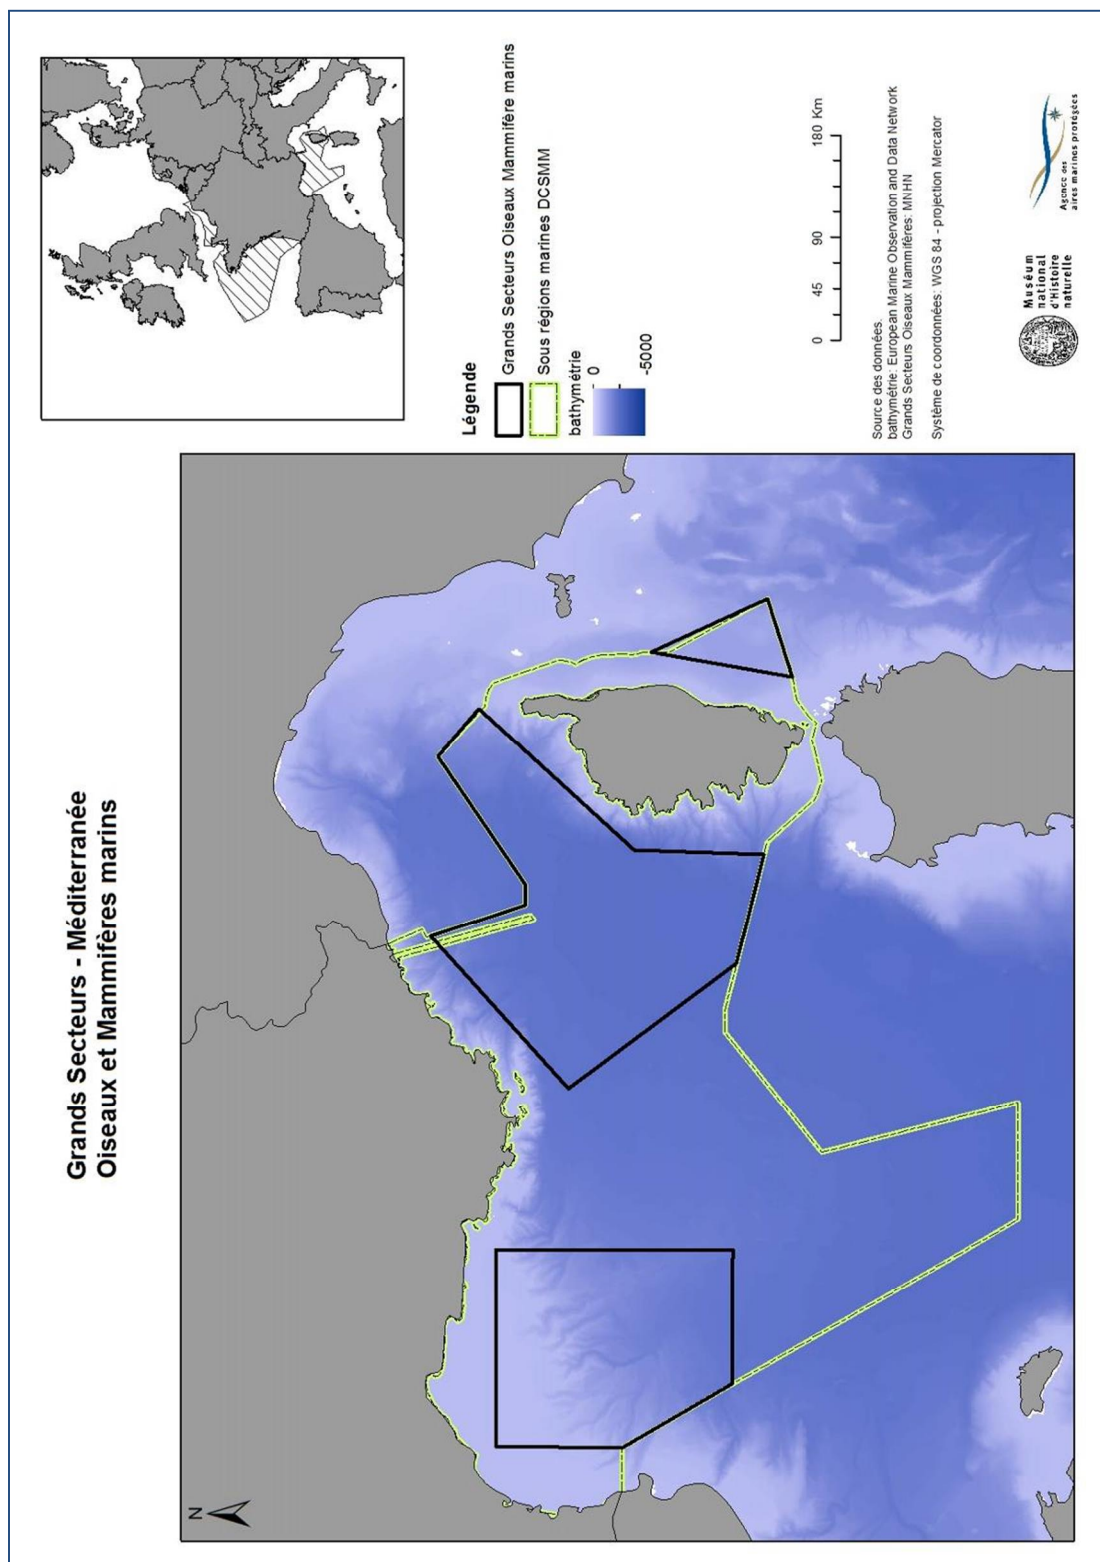 Grands Secteurs - Méditerranée
Oiseaux et Mammifères marins
N
Légende
Grands Secteurs Oiseaux Mammifère marins
Sous régions marines DCSMM
bathymétrie
0
-5000
0 45 90 180 Km
Source des données.
bathymétrie: European Marine Observation and Data Network
Grands Secteurs Oiseaux Mammifères: MNHN
Système de coordonnées: WGS 84 - projection Mercator
Muséum
national
d'Histoire
naturelle
Agence des
aires marines protégées